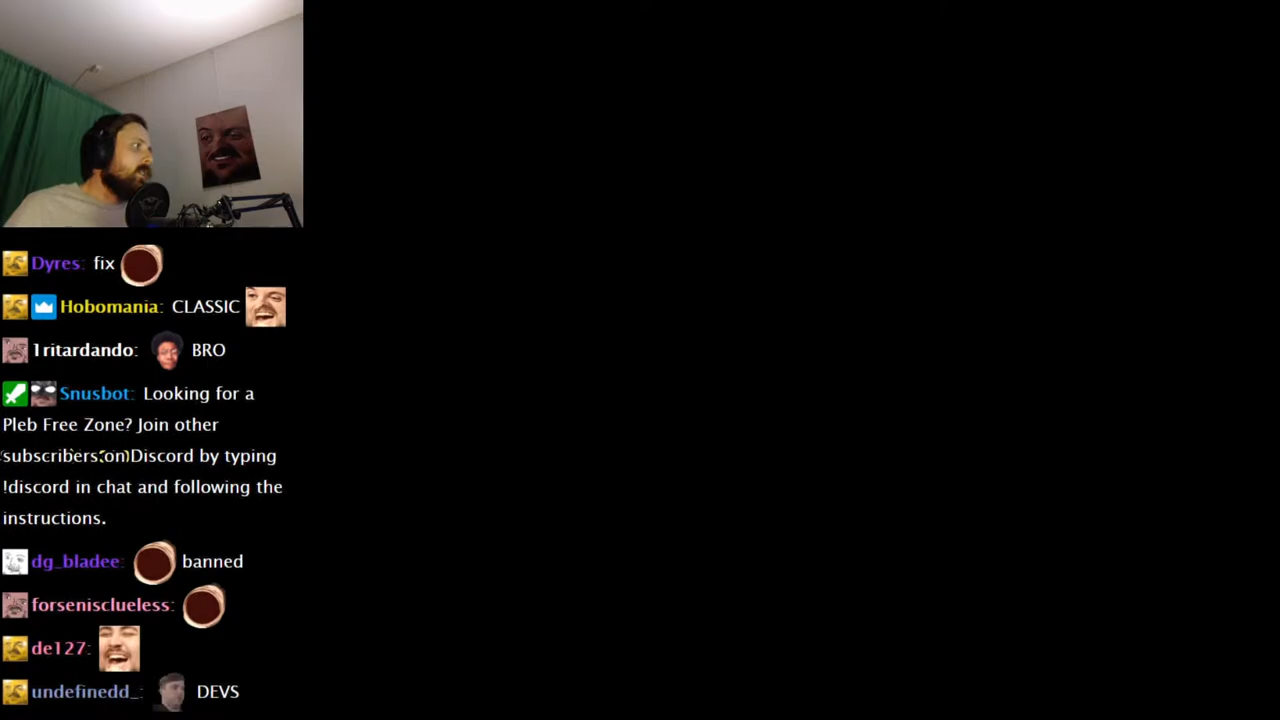 Dyres: fix
Hobomania: CLASSIC
1ritardando: BRO
Snusbot: Looking for a
Pleb Free Zone? Join other
subscribers on Discord by typing
!discord in chat and following the
instructions.
dg_bladee: banned
forsenisclueless:
de127:
undefinedd_: DEVS